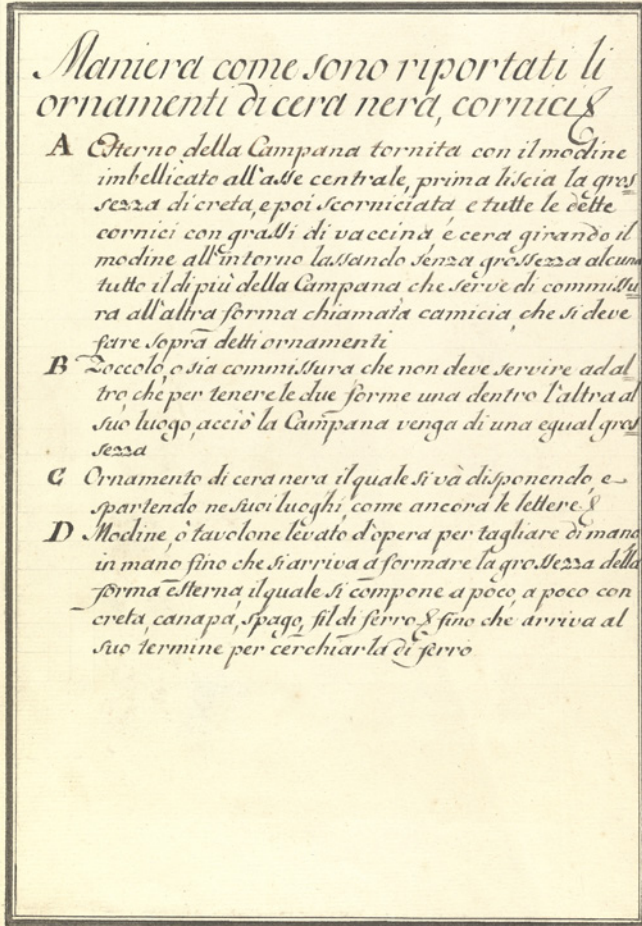 Maniera come sono riportati li
ornamenti di cera nera, cornici &
A Esterno della Campana tornita con il modine
imbellicato all'asse centrale, prima liscia la gros
sezza di creta, e poi scorniciata e tutte le dette
cornici con grassi di vaccina e cera girando il
modine all'intorno lassando senza grossezza alcuna
tutto il di più della Campana che serve di commissu
ra all'altra forma chiamata camicia, che si deve
fare sopra detti ornamenti
B Zoccolo, o sia commissura che non deve servire ad al
tro, che per tenere le due forme una dentro l'altra al
suo luogo, acciò la Campana venga di una egual gros
sezza
C Ornamento di cera nera il quale si và disponendo, e
spartendo ne suoi luoghi, come ancora le lettere &
D Modine, ò tavolone levato d'opera per tagliare di mano
in mano fino che si arriva a formare la grossezza della
forma esterna, il quale si compone a poco, a poco con
creta, canapa, spago, fil di ferro & fino che arriva al
suo termine per cerchiarla di ferro